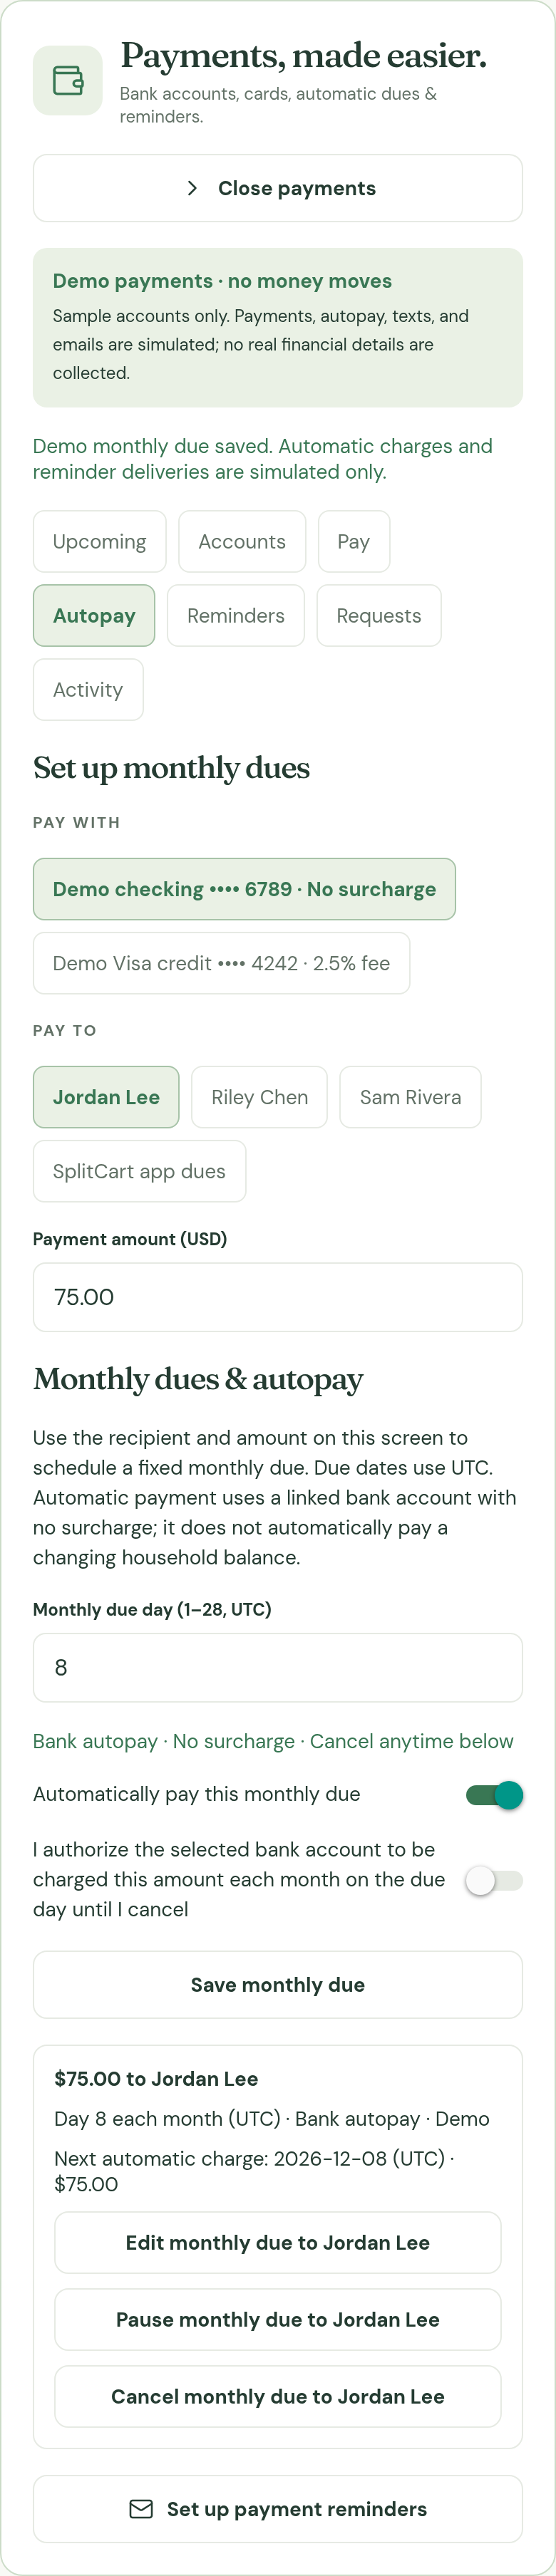 Payments, made easier.
Bank accounts, cards, automatic dues &
reminders.
Close payments
Demo payments · no money moves
Sample accounts only. Payments, autopay, texts, and
emails are simulated; no real financial details are
collected.
Demo monthly due saved. Automatic charges and
reminder deliveries are simulated only.
Upcoming Accounts Pay
Autopay Reminders Requests
Activity
Set up monthly dues
PAY WITH
Demo checking •••• 6789 · No surcharge
Demo Visa credit •••• 4242 · 2.5% fee
PAY TO
Jordan Lee Riley Chen Sam Rivera
SplitCart app dues
Payment amount (USD)
75.00
Monthly dues & autopay
Use the recipient and amount on this screen to
schedule a fixed monthly due. Due dates use UTC.
Automatic payment uses a linked bank account with
no surcharge; it does not automatically pay a
changing household balance.
Monthly due day (1–28, UTC)
8
Bank autopay · No surcharge · Cancel anytime below
Automatically pay this monthly due
I authorize the selected bank account to be
charged this amount each month on the due
day until I cancel
Save monthly due
$75.00 to Jordan Lee
Day 8 each month (UTC) · Bank autopay · Demo
Next automatic charge: 2026-12-08 (UTC) ·
$75.00
Edit monthly due to Jordan Lee
Pause monthly due to Jordan Lee
Cancel monthly due to Jordan Lee
Set up payment reminders